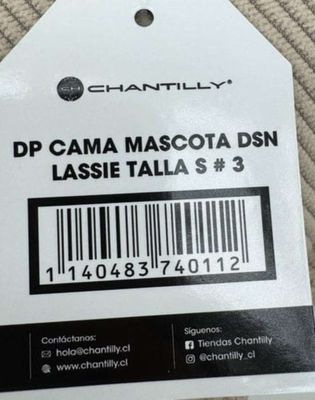 CH CHANTILLY®
DP CAMA MASCOTA DSN
LASSIE TALLA S # 3
1 140483 740112
Contáctanos:
hola@chantilly.cl
www.chantilly.cl
Síguenos:
Tiendas Chantilly
@chantilly_cl